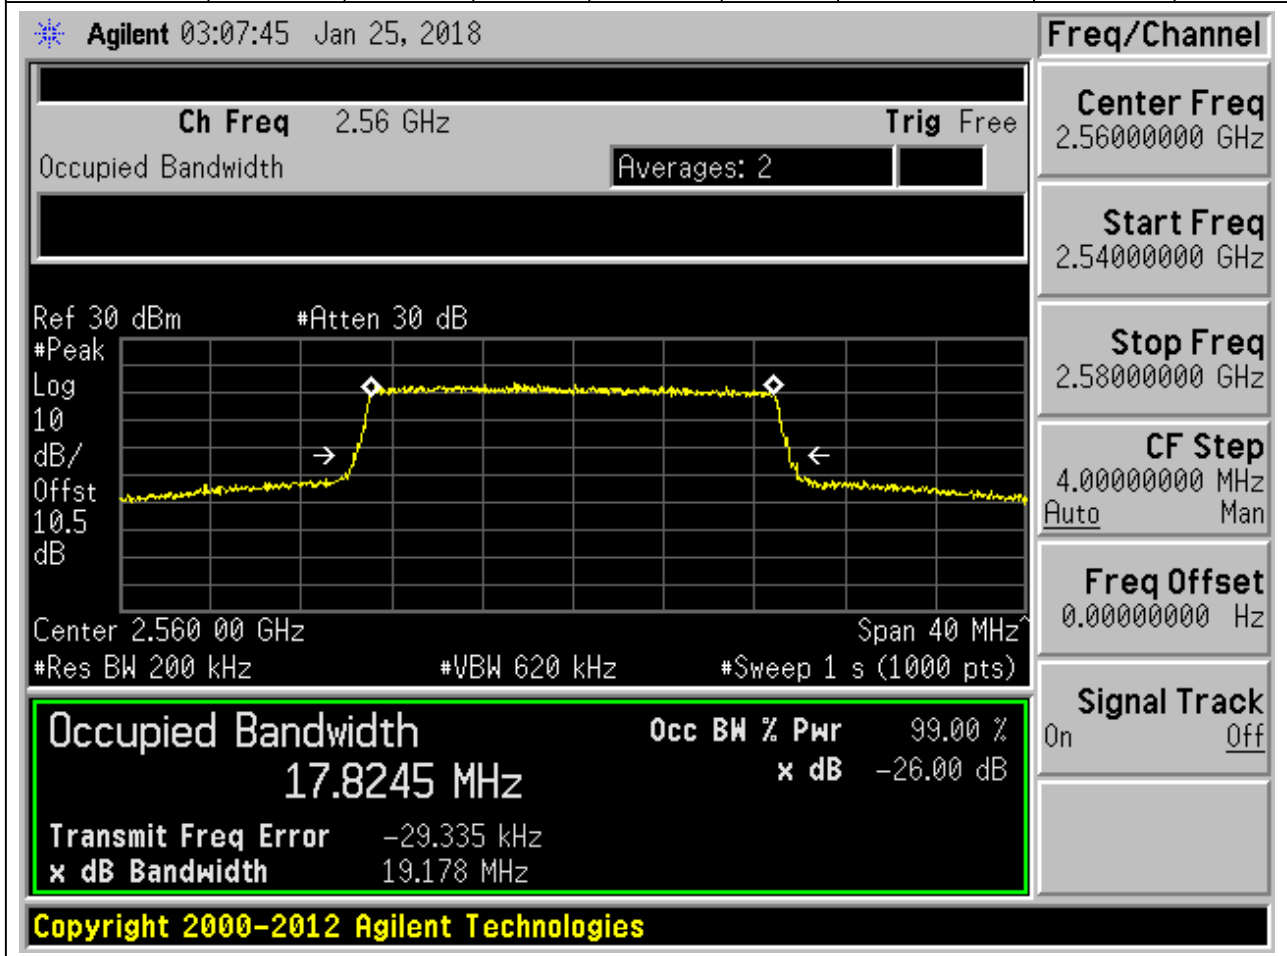 Agilent 03:07:45 Jan 25, 2018
Freq/Channel
Ch Freq 2.56 GHz Trig Free
Occupied Bandwidth Averages: 2
Center Freq
2.56000000 GHz
Start Freq
2.54000000 GHz
Stop Freq
2.58000000 GHz
CF Step
4.00000000 MHz
Auto Man
Freq Offset
0.00000000 Hz
Signal Track
On Off
Ref 30 dBm #Atten 30 dB
#Peak
Log
10
dB/
Offst
10.5
dB
Center 2.560 00 GHz Span 40 MHz^
#Res BW 200 kHz #VBW 620 kHz #Sweep 1 s (1000 pts)
Occupied Bandwidth Occ BW % Pwr 99.00 %
17.8245 MHz x dB -26.00 dB
Transmit Freq Error -29.335 kHz
x dB Bandwidth 19.178 MHz
Copyright 2000-2012 Agilent Technologies